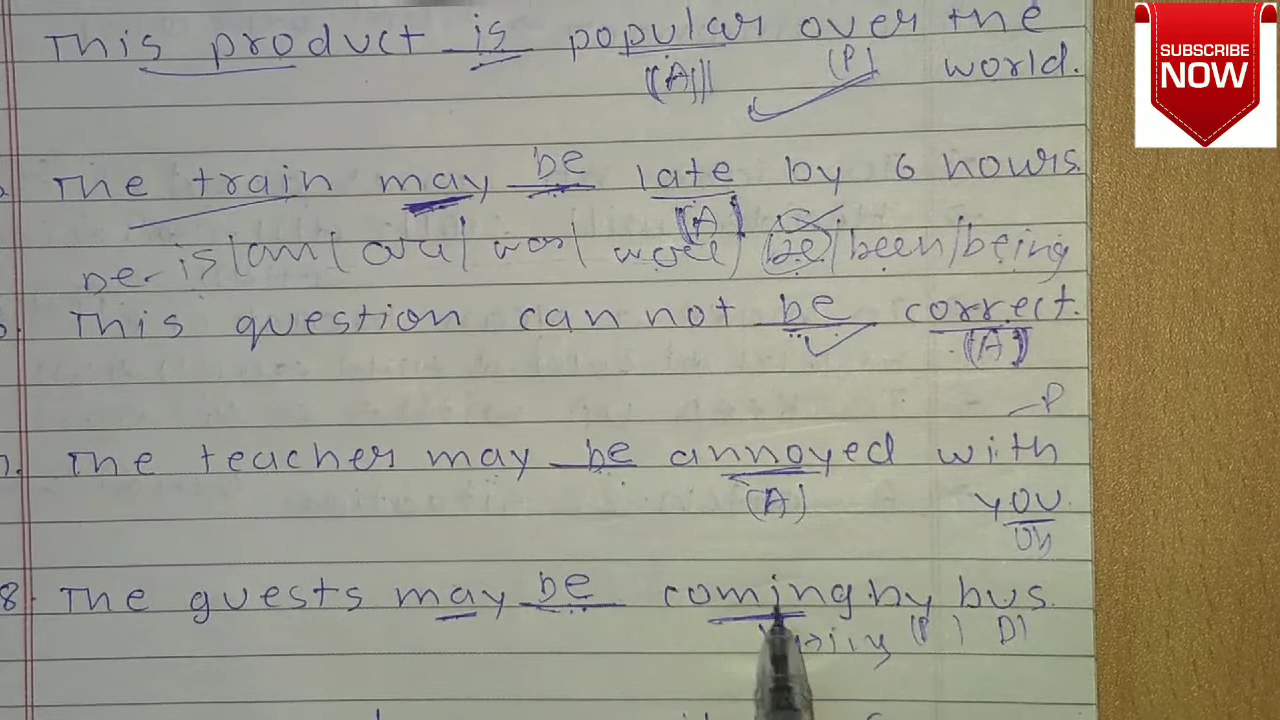 This product is popular over the
(A) (P) world.
SUBSCRIBE
NOW
The train may be late by 6 hours.
(A)
be- is/am/are/was/were/be/been/being
This question can not be correct.
(A)
P
7. The teacher may be annoyed with
(A) you
8. The guests may be coming by bus.
(P)